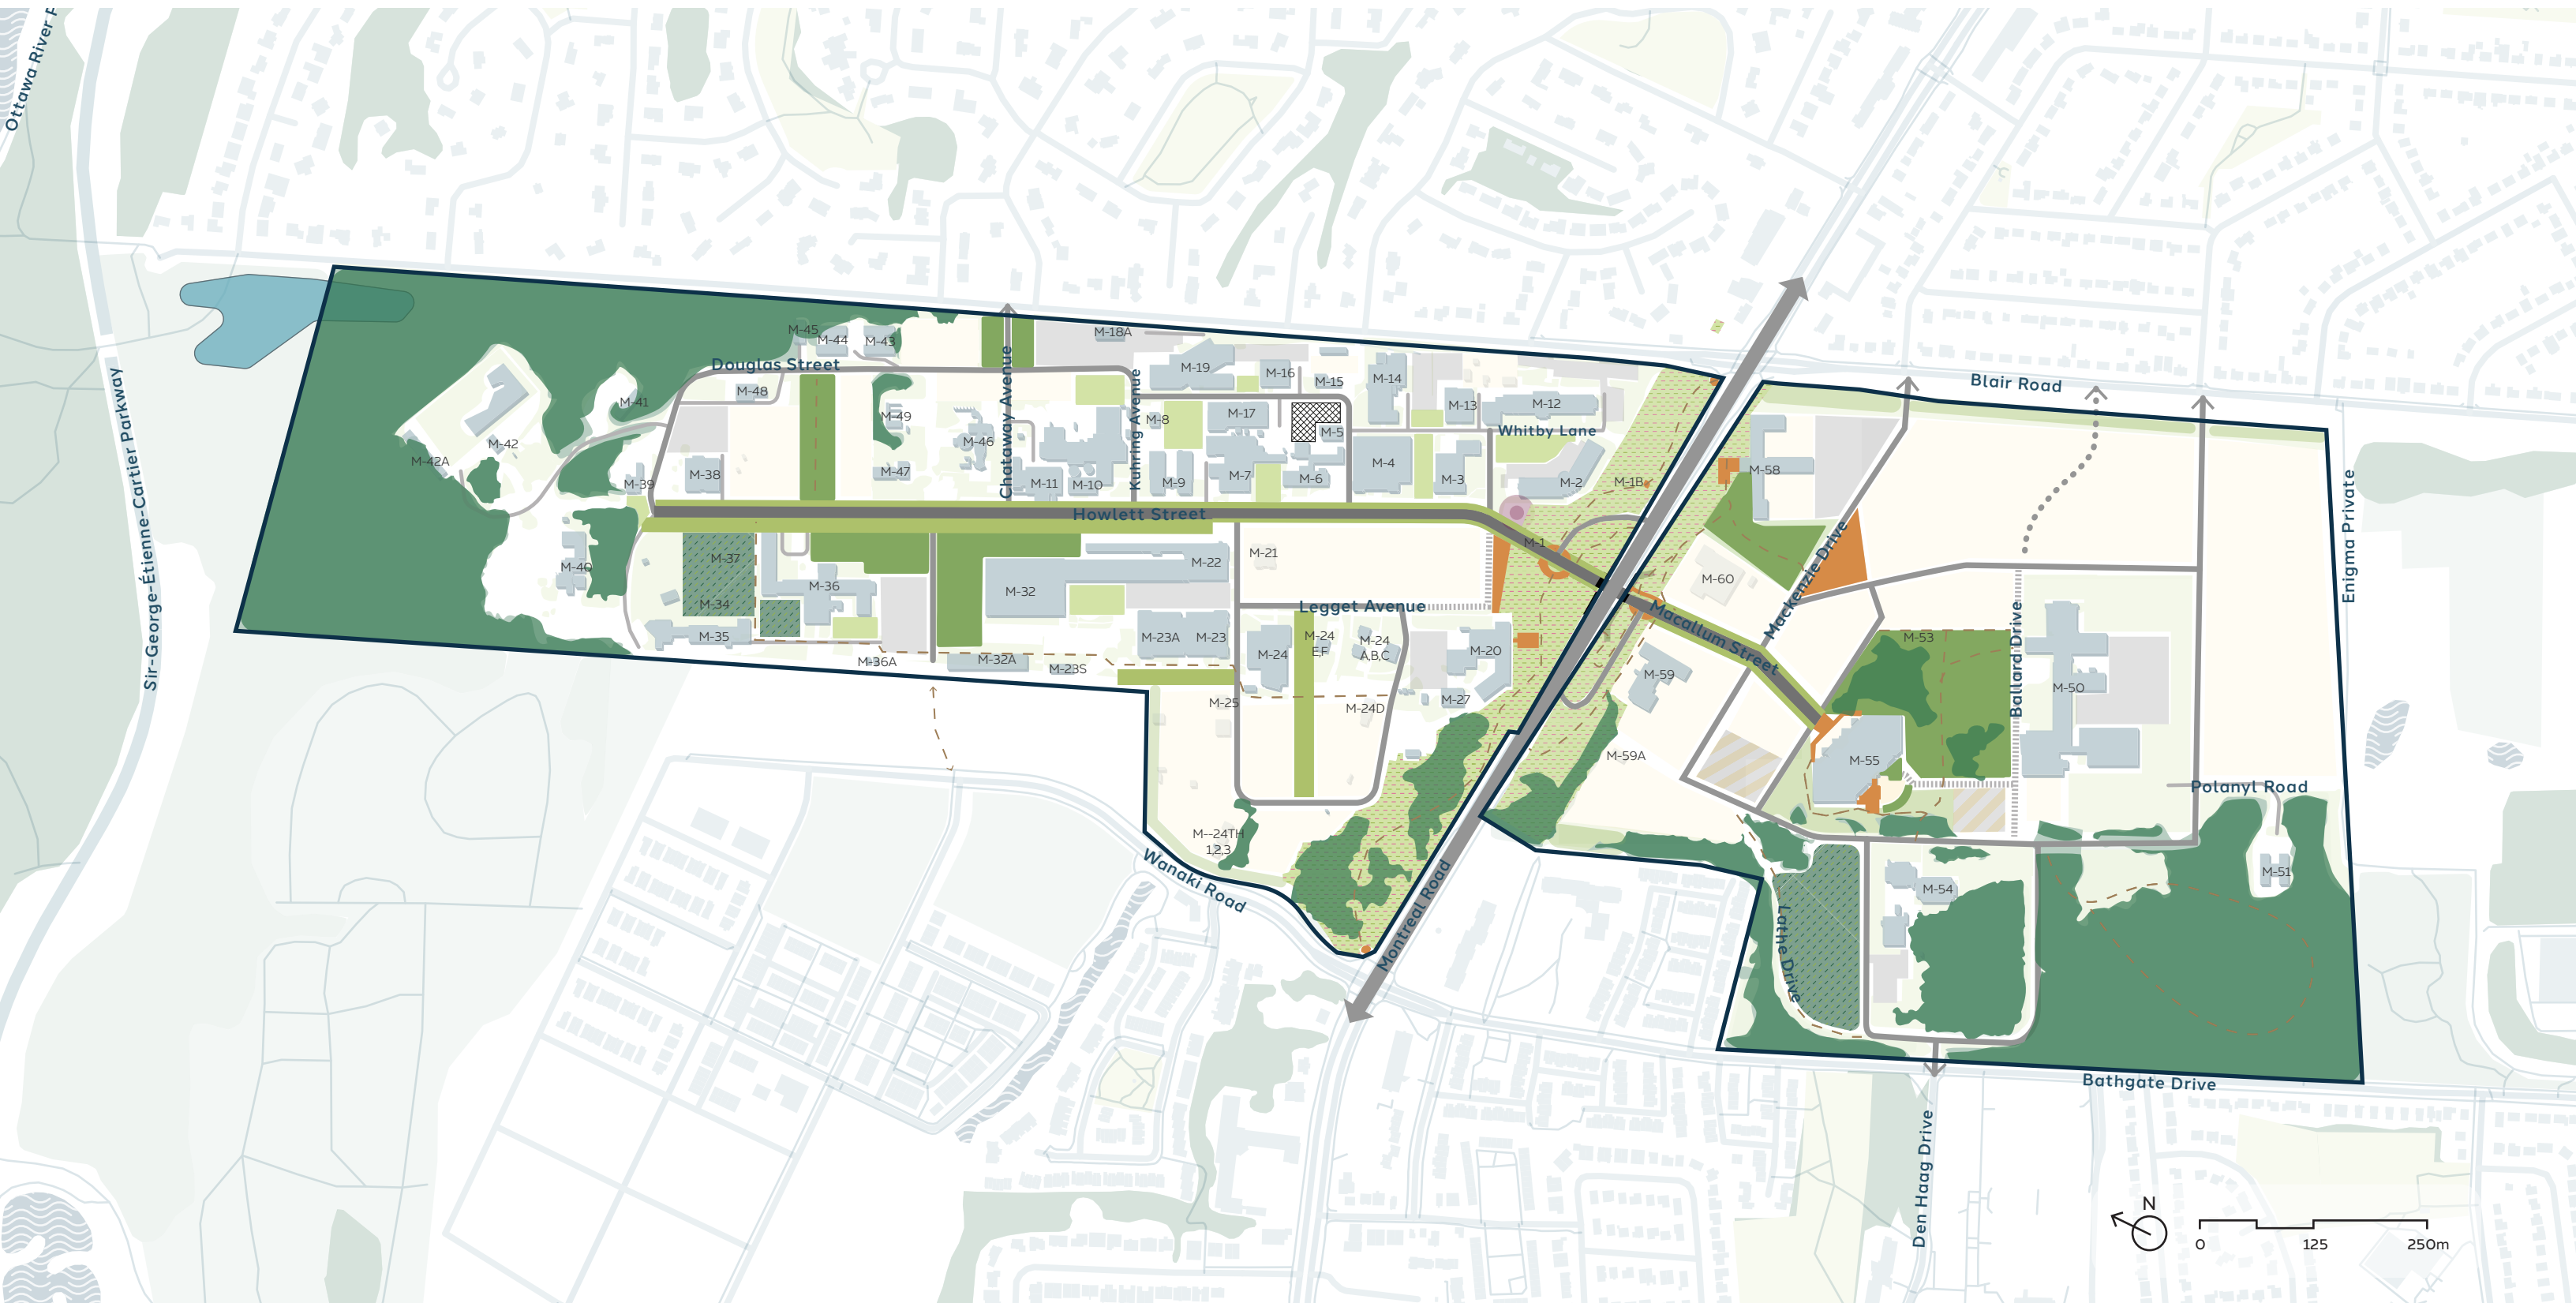 Ottawa River P
Sir-George-Étienne-Cartier Parkway
Blair Road
Enigma Private
M-45
M-44
M-43
M-18A
Douglas Street
Chataway Avenue
Kuhring Avenue
M-19
M-16
M-15
M-14
M-13
M-12
M-48
M-41
M-49
M-8
M-17
M-5
Whitby Lane
M-42
M-42A
M-46
M-39
M-38
M-47
M-11
M-10
M-9
M-7
M-6
M-4
M-3
M-2
M-1B
M-58
Howlett Street
M-1
Mackenzie Drive
M-37
M-40
M-36
M-32
M-22
M-21
M-60
M-34
Legget Avenue
Macallum Street
M-35
M-36A
M-32A
M-23A
M-23
M-23S
M-24
M-24
E,F
M-24
A,B,C
M-20
M-59
M-53
Ballard Drive
M-50
M-25
M-24D
M-27
M-59A
M-55
Polanyl Road
M--24TH
1,2,3
Wanaki Road
Montreal Road
Lathe Drive
M-54
M-51
Bathgate Drive
Den Haag Drive
N
0
125
250m